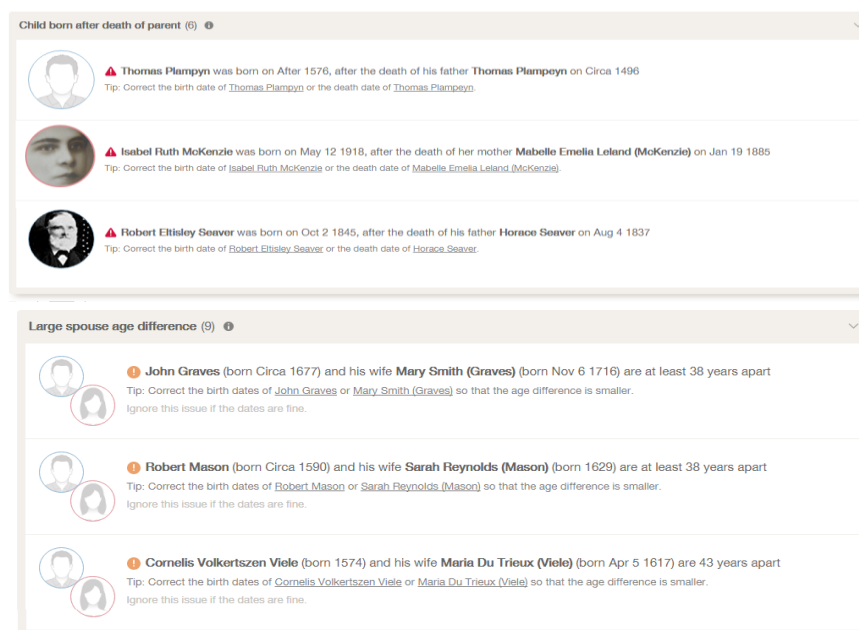 Child born after death of parent (6)
Thomas Plampyn was born on After 1576, after the death of his father Thomas Plampeyn on Circa 1496
Tip: Correct the birth date of Thomas Plampyn or the death date of Thomas Plampeyn.
Isabel Ruth McKenzie was born on May 12 1918, after the death of her mother Mabelle Emelia Leland (McKenzie) on Jan 19 1885
Tip: Correct the birth date of Isabel Ruth McKenzie or the death date of Mabelle Emelia Leland (McKenzie).
Robert Eltisley Seaver was born on Oct 2 1845, after the death of his father Horace Seaver on Aug 4 1837
Tip: Correct the birth date of Robert Eltisley Seaver or the death date of Horace Seaver.
Large spouse age difference (9)
John Graves (born Circa 1677) and his wife Mary Smith (Graves) (born Nov 6 1716) are at least 38 years apart
Tip: Correct the birth dates of John Graves or Mary Smith (Graves) so that the age difference is smaller.
Ignore this issue if the dates are fine.
Robert Mason (born Circa 1590) and his wife Sarah Reynolds (Mason) (born 1629) are at least 38 years apart
Tip: Correct the birth dates of Robert Mason or Sarah Reynolds (Mason) so that the age difference is smaller.
Ignore this issue if the dates are fine.
Cornelis Volkertszen Viele (born 1574) and his wife Maria Du Trieux (Viele) (born Apr 5 1617) are 43 years apart
Tip: Correct the birth dates of Cornelis Volkertszen Viele or Maria Du Trieux (Viele) so that the age difference is smaller.
Ignore this issue if the dates are fine.